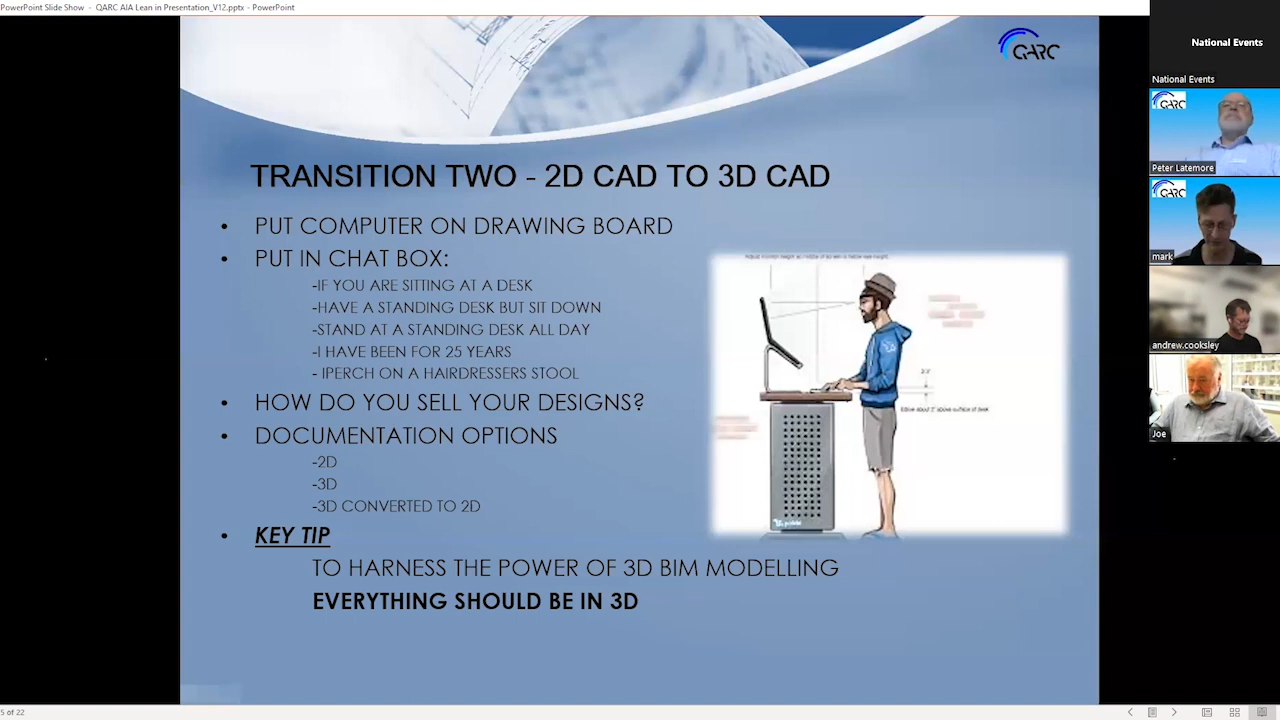 PowerPoint Slide Show - QARC AIA Lean in Presentation_V12.pptx - PowerPoint
National Events
National Events
QARC
QARC
Peter Latemore
QARC
mark
andrew.cooksley
Joe
TRANSITION TWO - 2D CAD TO 3D CAD
• PUT COMPUTER ON DRAWING BOARD
• PUT IN CHAT BOX:
-IF YOU ARE SITTING AT A DESK
-HAVE A STANDING DESK BUT SIT DOWN
-STAND AT A STANDING DESK ALL DAY
-I HAVE BEEN FOR 25 YEARS
- IPERCH ON A HAIRDRESSERS STOOL
• HOW DO YOU SELL YOUR DESIGNS?
• DOCUMENTATION OPTIONS
-2D
-3D
-3D CONVERTED TO 2D
• KEY TIP
TO HARNESS THE POWER OF 3D BIM MODELLING
EVERYTHING SHOULD BE IN 3D
5 of 22